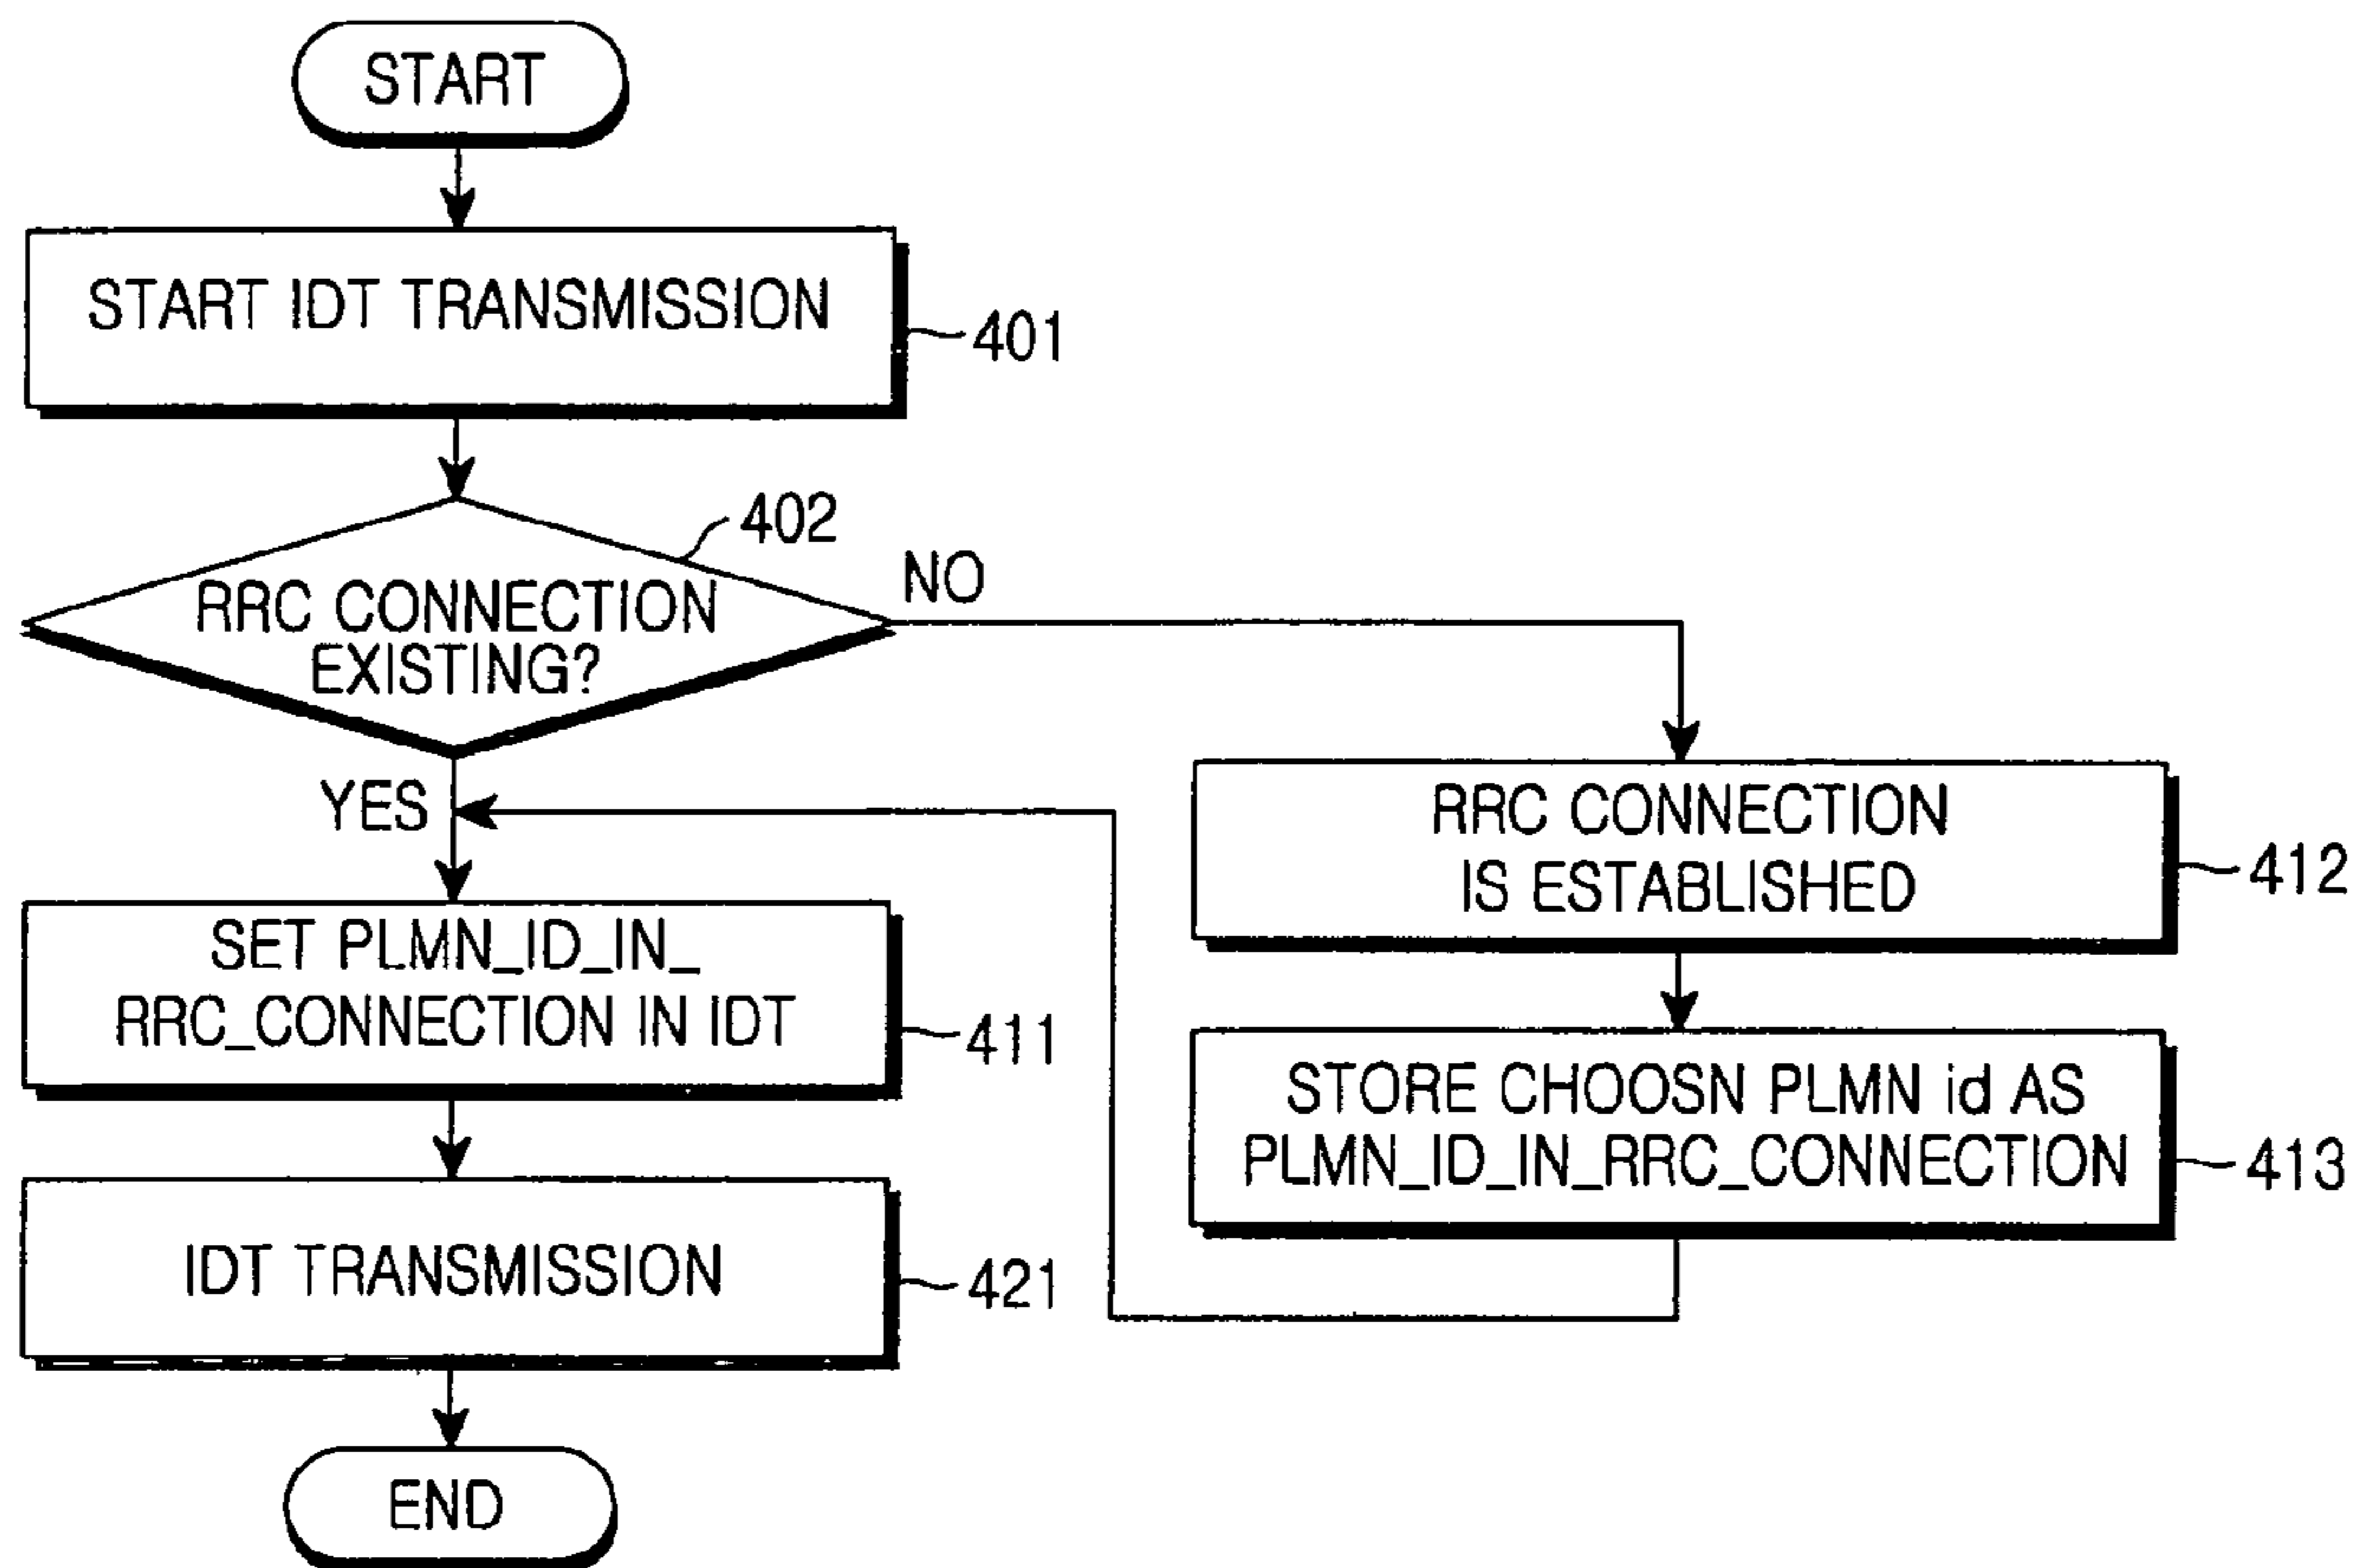 START
START IDT TRANSMISSION
401
402
RRC CONNECTION
EXISTING?
NO
YES
RRC CONNECTION
IS ESTABLISHED
412
SET PLMN_ID_IN_
RRC_CONNECTION IN IDT
411
STORE CHOOSN PLMN id AS
PLMN_ID_IN_RRC_CONNECTION
413
IDT TRANSMISSION
421
END